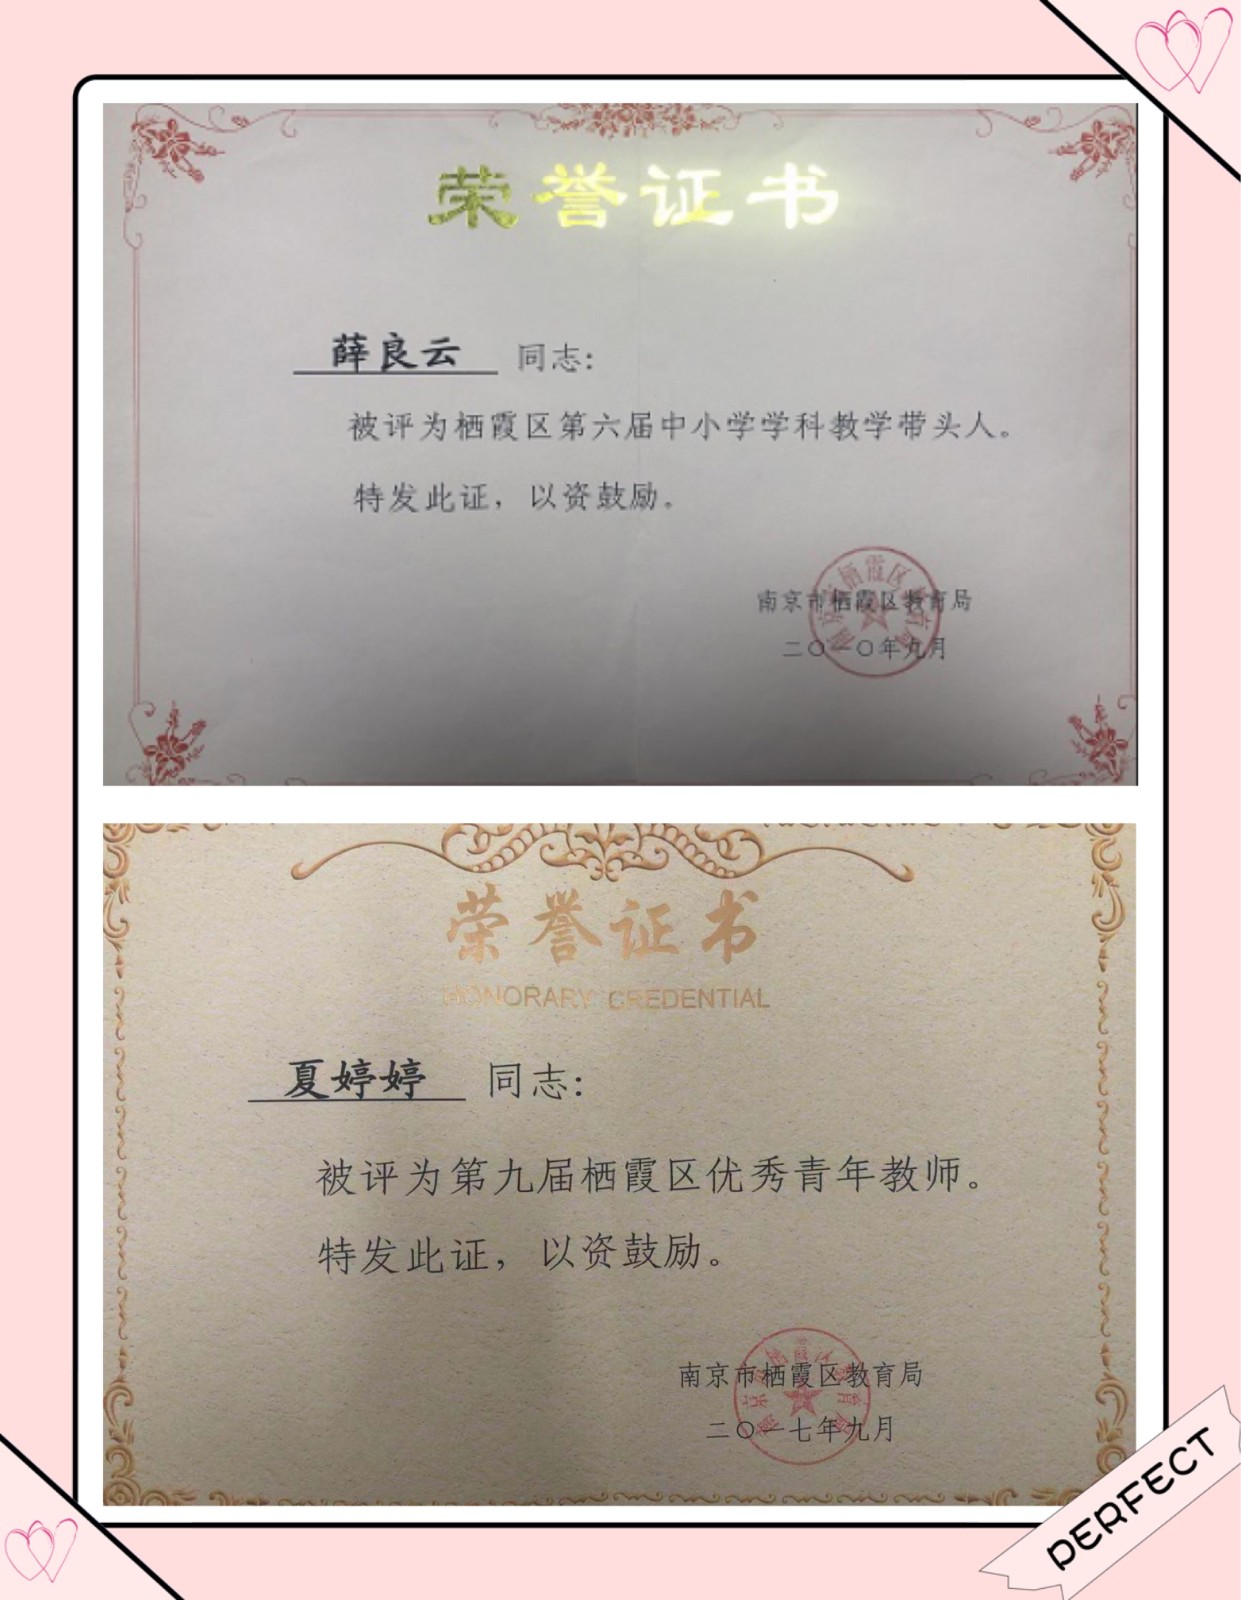 荣誉证书
薛良云 同志：
被评为栖霞区第六届中小学学科教学带头人。
特发此证，以资鼓励。
南京市栖霞区教育局
二〇一〇年九月
荣誉证书
HONORARY CREDENTIAL
夏婷婷 同志：
被评为第九届栖霞区优秀青年教师。
特发此证，以资鼓励。
南京市栖霞区教育局
二〇一七年九月
PERFECT